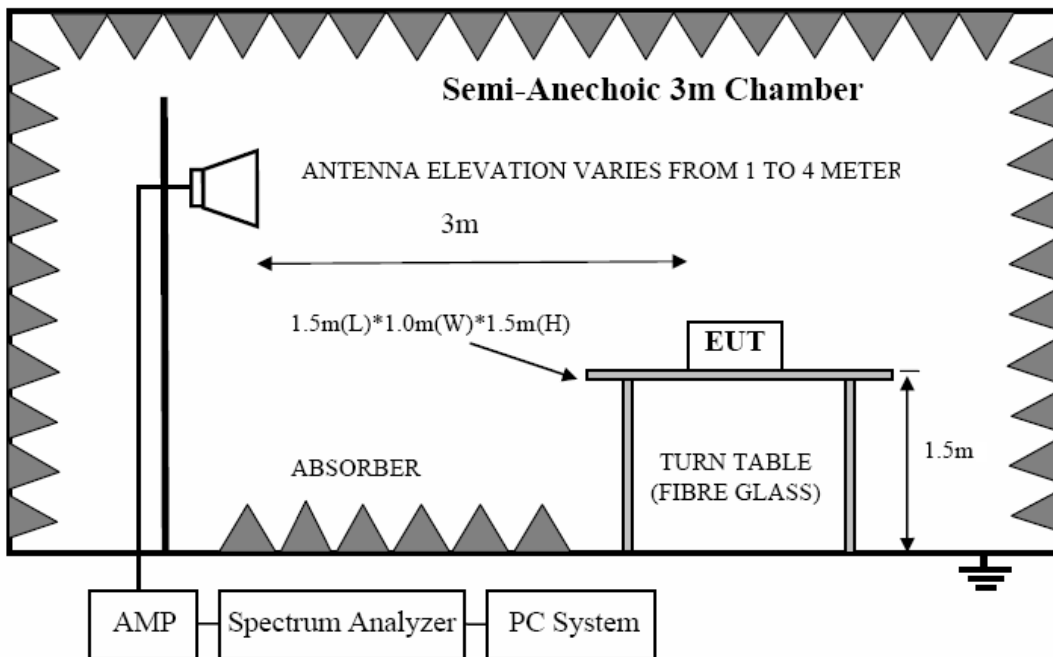 Semi-Anechoic 3m Chamber
ANTENNA ELEVATION VARIES FROM 1 TO 4 METER
3m
1.5m(L)*1.0m(W)*1.5m(H)
EUT
ABSORBER
TURN TABLE
(FIBRE GLASS)
1.5m
AMP
Spectrum Analyzer
PC System